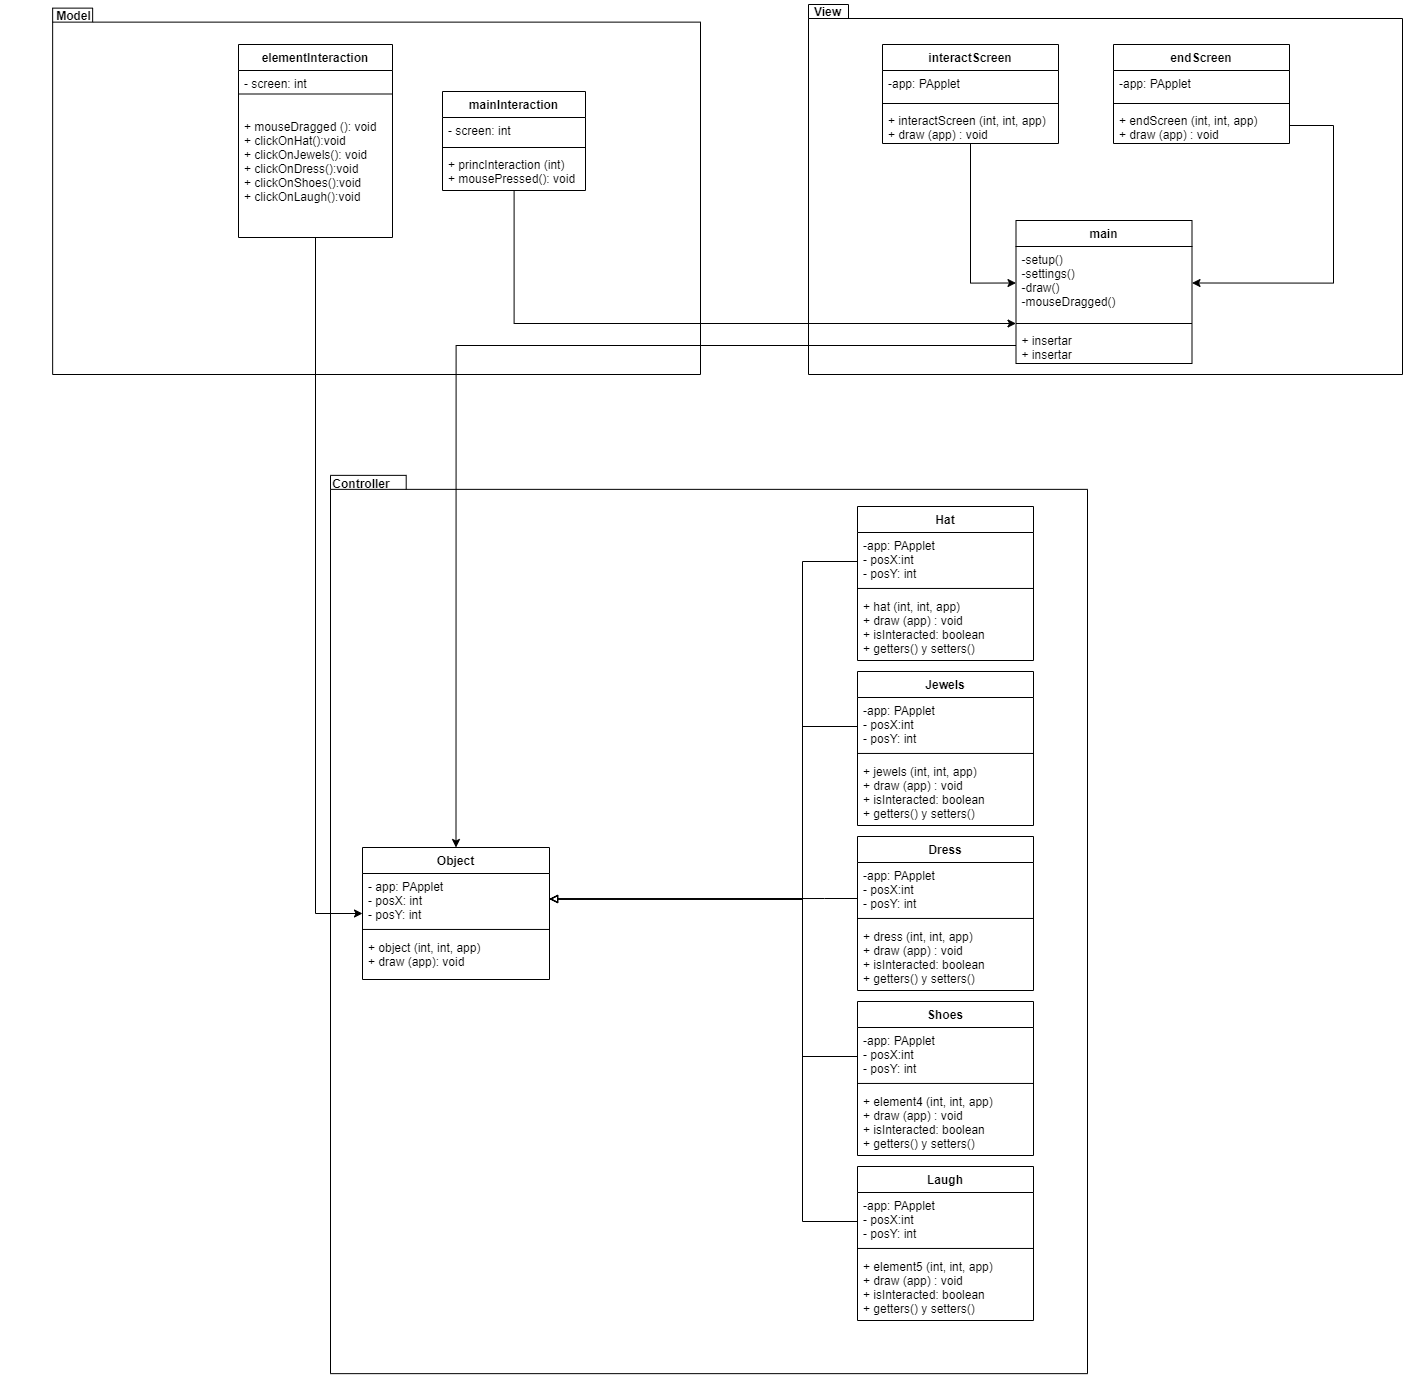 Model
elementInteraction
- screen: int
+ mouseDragged (): void
+ clickOnHat():void
+ clickOnJewels(): void
+ clickOnDress():void
+ clickOnShoes():void
+ clickOnLaugh():void
mainInteraction
- screen: int
+ princInteraction (int)
+ mousePressed(): void
View
interactScreen
-app: PApplet
+ interactScreen (int, int, app)
+ draw (app) : void
endScreen
-app: PApplet
+ endScreen (int, int, app)
+ draw (app) : void
main
-setup()
-settings()
-draw()
-mouseDragged()
+ insertar
+ insertar
Controller
Hat
-app: PApplet
- posX:int
- posY: int
+ hat (int, int, app)
+ draw (app) : void
+ isInteracted: boolean
+ getters() y setters()
Jewels
-app: PApplet
- posX:int
- posY: int
+ jewels (int, int, app)
+ draw (app) : void
+ isInteracted: boolean
+ getters() y setters()
Object
- app: PApplet
- posX: int
- posY: int
+ object (int, int, app)
+ draw (app): void
Dress
-app: PApplet
- posX:int
- posY: int
+ dress (int, int, app)
+ draw (app) : void
+ isInteracted: boolean
+ getters() y setters()
Shoes
-app: PApplet
- posX:int
- posY: int
+ element4 (int, int, app)
+ draw (app) : void
+ isInteracted: boolean
+ getters() y setters()
Laugh
-app: PApplet
- posX:int
- posY: int
+ element5 (int, int, app)
+ draw (app) : void
+ isInteracted: boolean
+ getters() y setters()